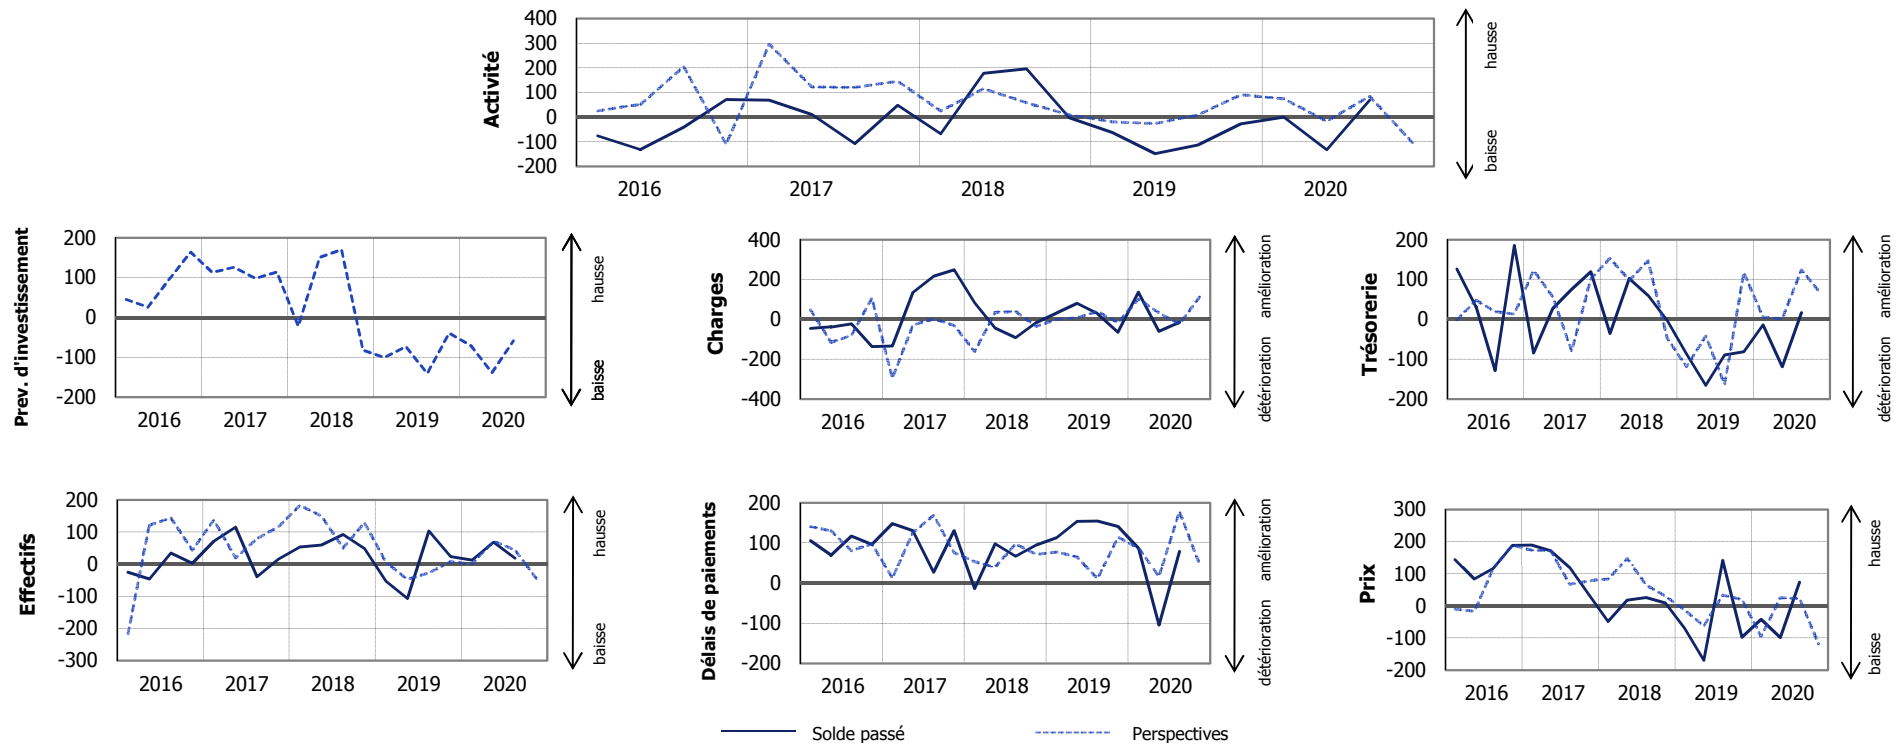 Activité
400
300
200
100
0
-100
-200
2016 2017 2018 2019 2020
hausse
baisse
Prev. d'investissement
200
100
0
-100
-200
2016 2017 2018 2019 2020
hausse
baisse
Charges
400
200
0
-200
-400
2016 2017 2018 2019 2020
amélioration
détérioration
Trésorerie
200
100
0
-100
-200
2016 2017 2018 2019 2020
amélioration
détérioration
Effectifs
200
100
0
-100
-200
-300
2016 2017 2018 2019 2020
hausse
baisse
Délais de paiements
200
100
0
-100
-200
2016 2017 2018 2019 2020
amélioration
détérioration
Prix
300
200
100
0
-100
-200
2016 2017 2018 2019 2020
hausse
baisse
Solde passé
Perspectives